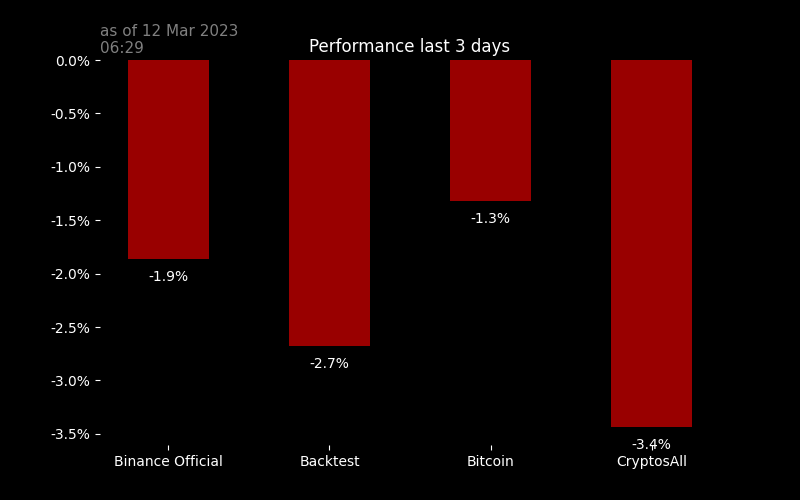 as of 12 Mar 2023
06:29
Performance last 3 days
0.0%
-0.5%
-1.0%
-1.5%
-2.0%
-2.5%
-3.0%
-3.5%
-1.9%
-2.7%
-1.3%
-3.4%
Binance Official
Backtest
Bitcoin
CryptosAll